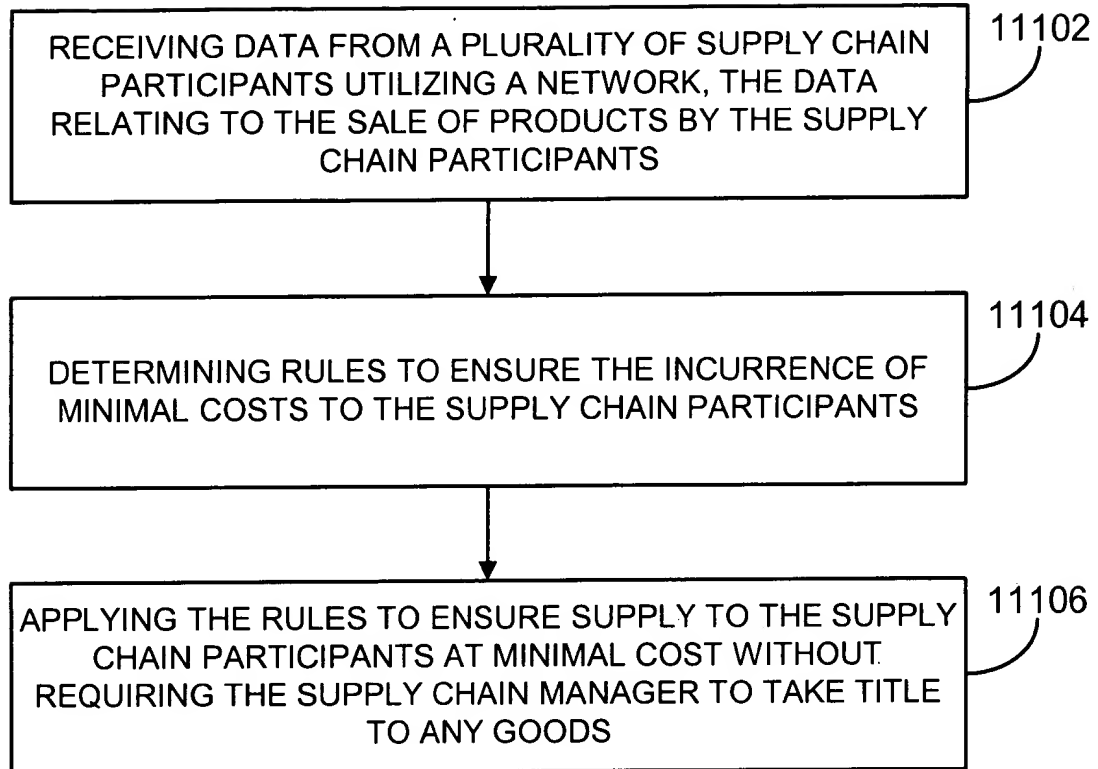 RECEIVING DATA FROM A PLURALITY OF SUPPLY CHAIN
PARTICIPANTS UTILIZING A NETWORK, THE DATA
RELATING TO THE SALE OF PRODUCTS BY THE SUPPLY
CHAIN PARTICIPANTS
11102
DETERMINING RULES TO ENSURE THE INCURRENCE OF
MINIMAL COSTS TO THE SUPPLY CHAIN PARTICIPANTS
11104
APPLYING THE RULES TO ENSURE SUPPLY TO THE SUPPLY
CHAIN PARTICIPANTS AT MINIMAL COST WITHOUT
REQUIRING THE SUPPLY CHAIN MANAGER TO TAKE TITLE
TO ANY GOODS
11106